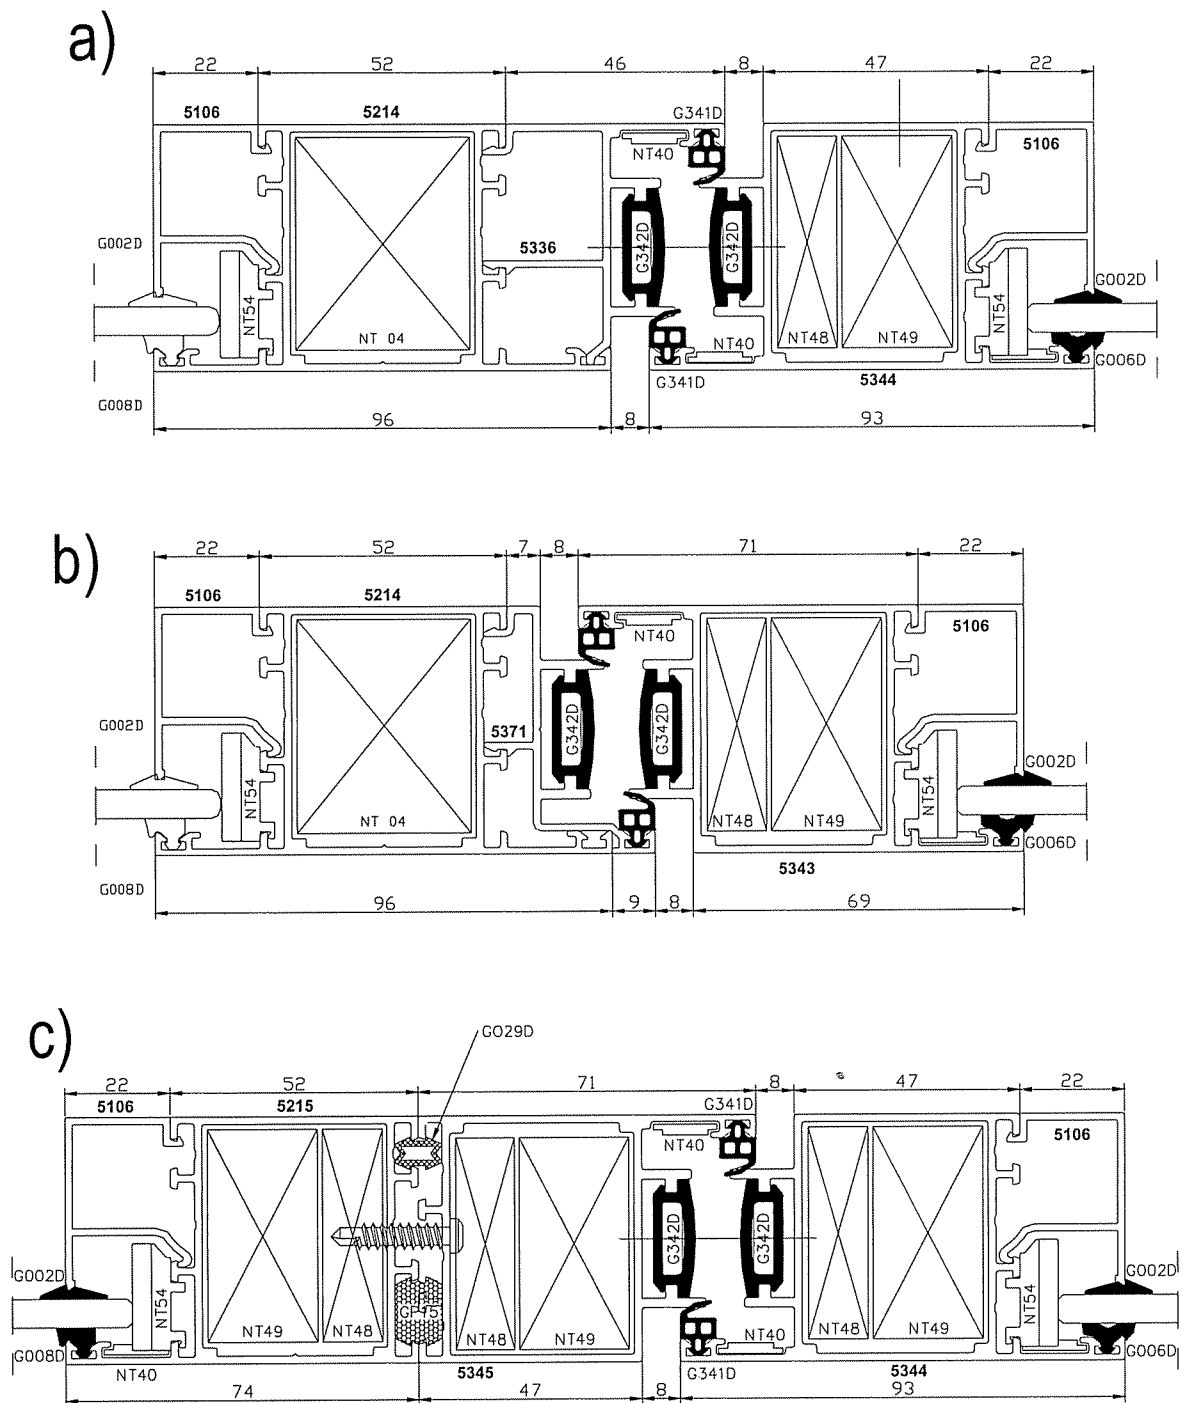 a)
22 52 46 8 47 22
5106 5214 G341D
NT40 5106
G002D 5336 G342D G342D
G002D
NT54 NT 04 NT40 NT48 NT49 NT54
G006D
G341D 5344
G008D
96 8 93
b)
22 52 7 8 71 22
5106 5214
NT40 5106
G002D 5371 G342D G342D
G002D
NT54 NT 04 NT48 NT49 NT54
G006D
5343
G008D
96 9 8 69
c)
GO29D
22 52 71 8 47 22
5106 5215 G341D
NT40 5106
G342D G342D
G002D G002D
NT54 NT54
NT49 NT48 NT48 NT49 NT40 NT48 NT49
G008D G006D
NT40 5345 G341D 5344
74 47 8 93